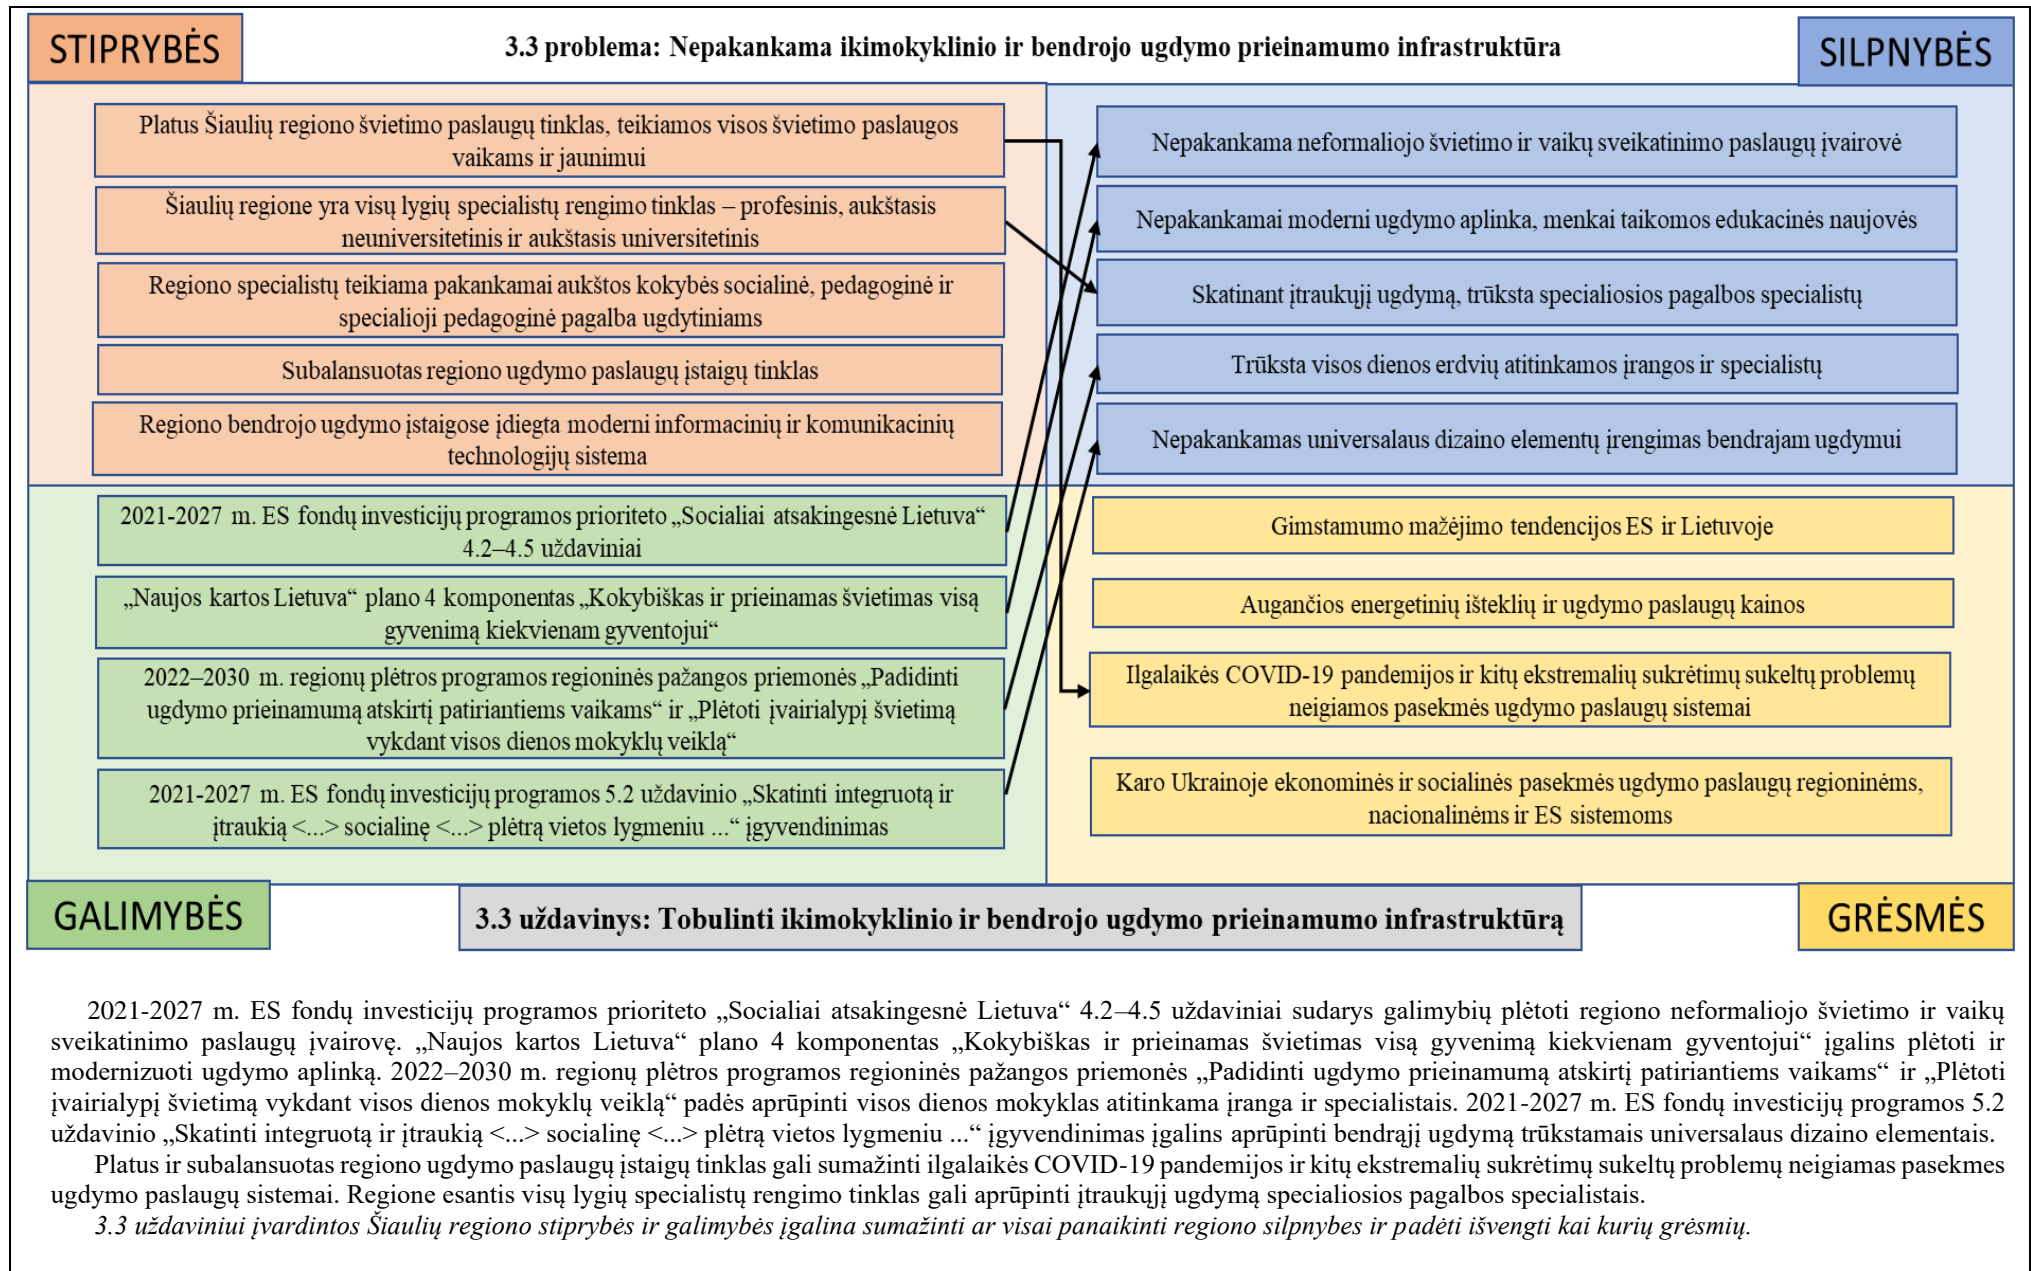 STIPRYBĖS
3.3 problema: Nepakankama ikimokyklinio ir bendrojo ugdymo prieinamumo infrastruktūra
SILPNYBĖS
Platus Šiaulių regiono švietimo paslaugų tinklas, teikiamos visos švietimo paslaugos
vaikams ir jaunimui
Šiaulių regione yra visų lygių specialistų rengimo tinklas – profesinis, aukštasis
neuniversitetinis ir aukštasis universitetinis
Regiono specialistų teikiama pakankamai aukštos kokybės socialinė, pedagoginė ir
specialioji pedagoginė pagalba ugdytiniams
Subalansuotas regiono ugdymo paslaugų įstaigų tinklas
Regiono bendrojo ugdymo įstaigose įdiegta moderni informacinių ir komunikacinių
technologijų sistema
Nepakankama neformaliojo švietimo ir vaikų sveikatinimo paslaugų įvairovė
Nepakankamai moderni ugdymo aplinka, menkai taikomos edukacinės naujovės
Skatinant įtraukųjį ugdymą, trūksta specialiosios pagalbos specialistų
Trūksta visos dienos erdvių atitinkamos įrangos ir specialistų
Nepakankamas universalaus dizaino elementų įrengimas bendrajam ugdymui
2021-2027 m. ES fondų investicijų programos prioriteto „Socialiai atsakingesnė Lietuva“
4.2–4.5 uždaviniai
„Naujos kartos Lietuva“ plano 4 komponentas „Kokybiškas ir prieinamas švietimas visą
gyvenimą kiekvienam gyventojui“
2022–2030 m. regionų plėtros programos regioninės pažangos priemonės „Padidinti
ugdymo prieinamumą atskirtį patiriantiems vaikams“ ir „Plėtoti įvairialypį švietimą
vykdant visos dienos mokyklų veiklą“
2021-2027 m. ES fondų investicijų programos 5.2 uždavinio „Skatinti integruotą ir
įtraukią <...> socialinę <...> plėtrą vietos lygmeniu ...“ įgyvendinimas
Gimstamumo mažėjimo tendencijos ES ir Lietuvoje
Augančios energetinių išteklių ir ugdymo paslaugų kainos
Ilgalaikės COVID-19 pandemijos ir kitų ekstremalių sukrėtimų sukeltų problemų
neigiamos pasekmės ugdymo paslaugų sistemai
Karo Ukrainoje ekonominės ir socialinės pasekmės ugdymo paslaugų regioninėms,
nacionalinėms ir ES sistemoms
GALIMYBĖS
3.3 uždavinys: Tobulinti ikimokyklinio ir bendrojo ugdymo prieinamumo infrastruktūrą
GRĖSMĖS
2021-2027 m. ES fondų investicijų programos prioriteto „Socialiai atsakingesnė Lietuva“ 4.2–4.5 uždaviniai sudarys galimybių plėtoti regiono neformaliojo švietimo ir vaikų
sveikatinimo paslaugų įvairovę. „Naujos kartos Lietuva“ plano 4 komponentas „Kokybiškas ir prieinamas švietimas visą gyvenimą kiekvienam gyventojui“ įgalins plėtoti ir
modernizuoti ugdymo aplinką. 2022–2030 m. regionų plėtros programos regioninės pažangos priemonės „Padidinti ugdymo prieinamumą atskirtį patiriantiems vaikams“ ir „Plėtoti
įvairialypį švietimą vykdant visos dienos mokyklų veiklą“ padės aprūpinti visos dienos mokyklas atitinkama įranga ir specialistais. 2021-2027 m. ES fondų investicijų programos 5.2
uždavinio „Skatinti integruotą ir įtraukią <...> socialinę <...> plėtrą vietos lygmeniu ...“ įgyvendinimas įgalins aprūpinti bendrąjį ugdymą trūkstamais universalaus dizaino elementais.
Platus ir subalansuotas regiono ugdymo paslaugų įstaigų tinklas gali sumažinti ilgalaikės COVID-19 pandemijos ir kitų ekstremalių sukrėtimų sukeltų problemų neigiamas pasekmes
ugdymo paslaugų sistemai. Regione esantis visų lygių specialistų rengimo tinklas gali aprūpinti įtraukųjį ugdymą specialiosios pagalbos specialistais.
3.3 uždaviniui įvardintos Šiaulių regiono stiprybės ir galimybės įgalina sumažinti ar visai panaikinti regiono silpnybes ir padėti išvengti kai kurių grėsmių.